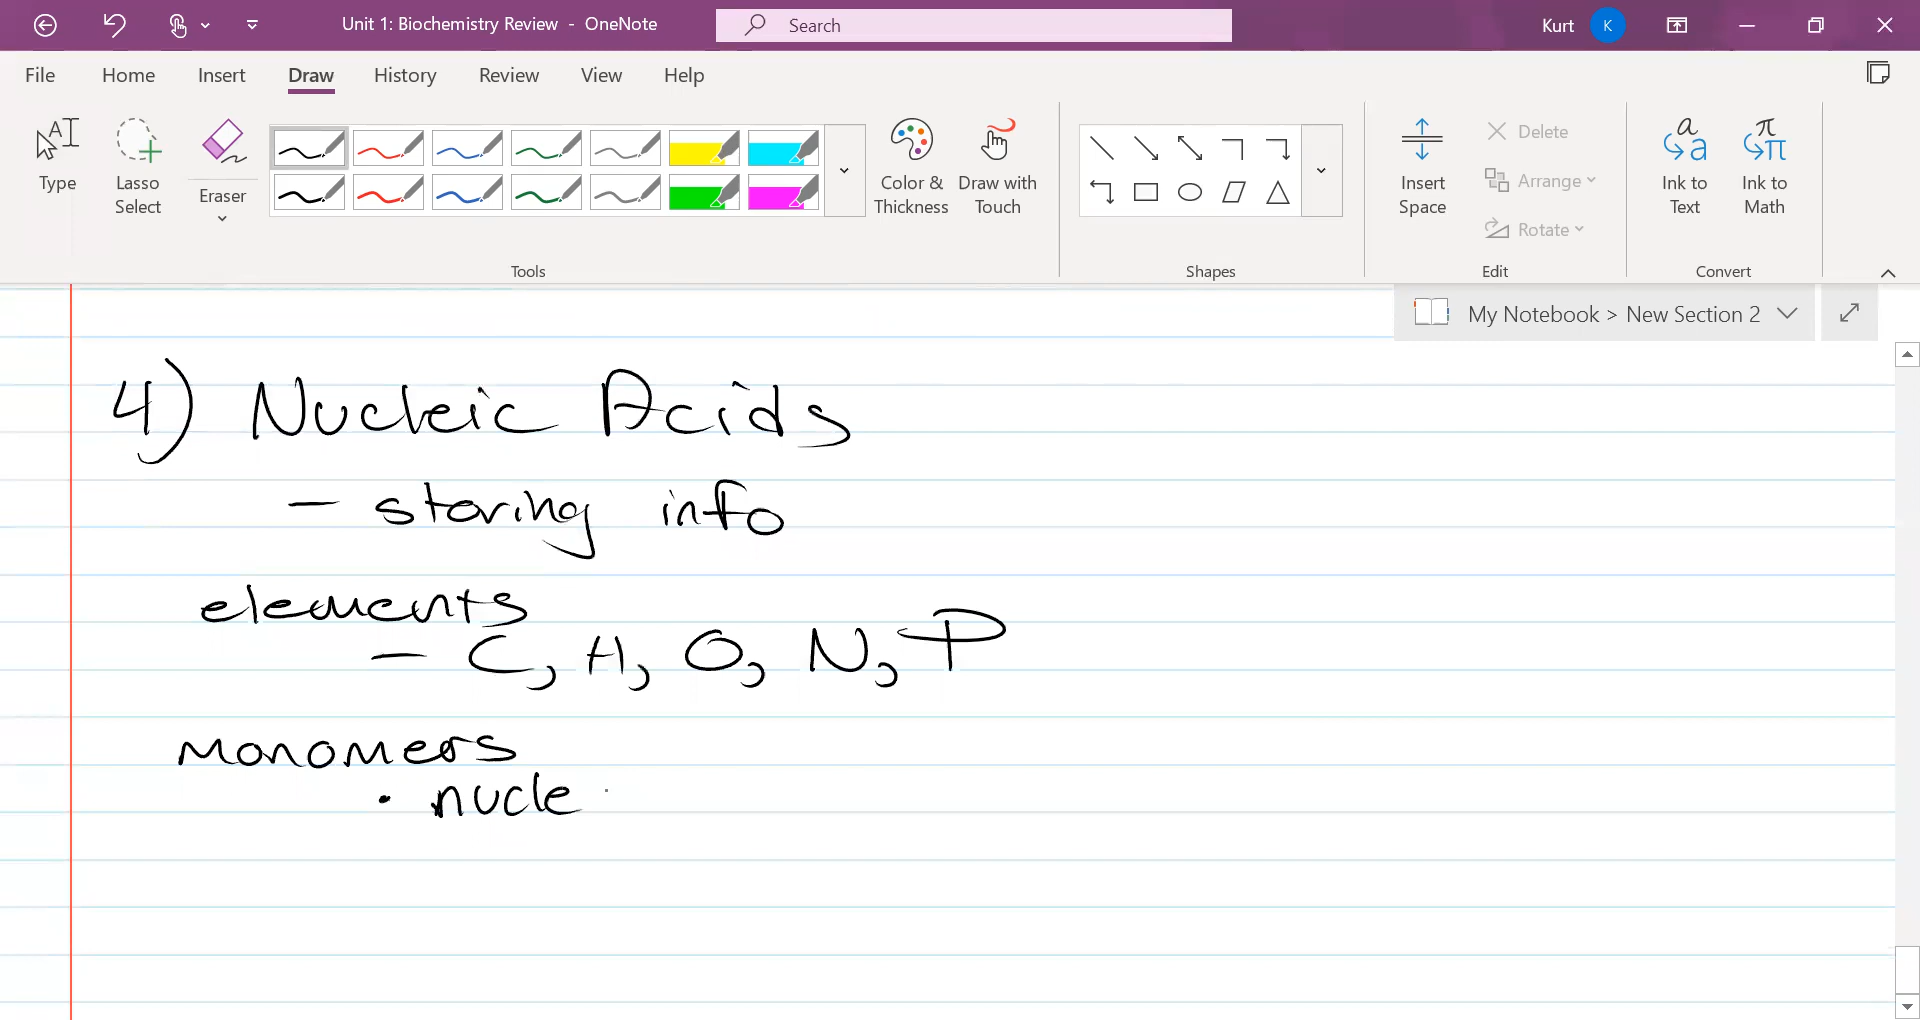 Unit 1: Biochemistry Review - OneNote
Search
Kurt
K
File Home Insert Draw History Review View Help
Type
Lasso Select
Eraser
Color & Thickness
Draw with Touch
Insert Space
Delete
Arrange
Rotate
Ink to Text
Ink to Math
Tools
Shapes
Edit
Convert
My Notebook > New Section 2
4) Nucleic Acids
- storing info
elements
- C, H, O, N, P
monomers
• nucle